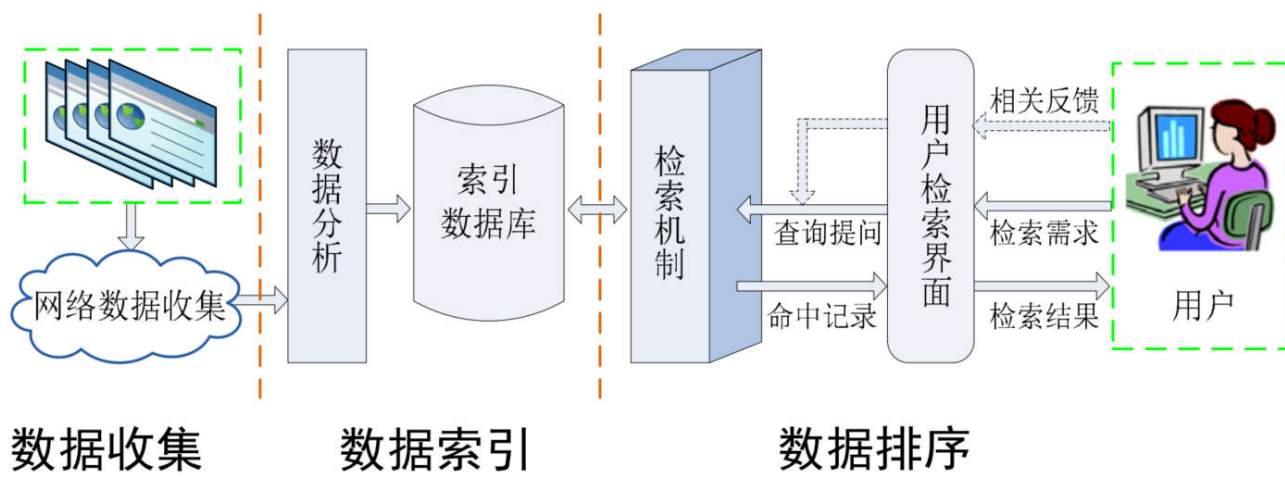 网络数据收集
数据分析
索引
数据库
检索机制
查询提问
命中记录
用户检索界面
相关反馈
检索需求
检索结果
用户
数据收集
数据索引
数据排序